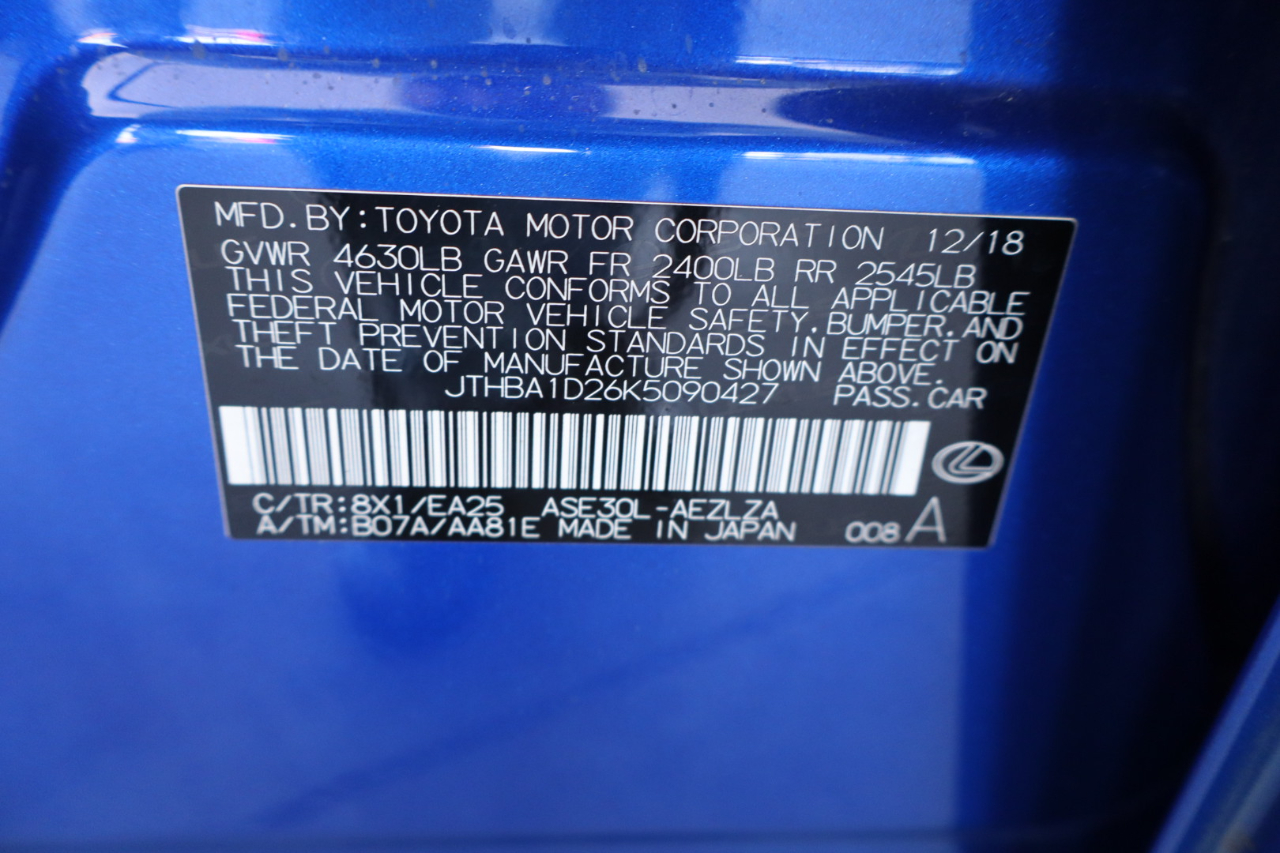 MFD.BY:TOYOTA MOTOR CORPORATION 12/18
GVWR 4630LB GAWR FR 2400LB RR 2545LB
THIS VEHICLE CONFORMS TO ALL APPLICABLE
FEDERAL MOTOR VEHICLE SAFETY.BUMPER.AND
THEFT PREVENTION STANDARDS IN EFFECT ON
THE DATE OF MANUFACTURE SHOWN ABOVE.
JTHBA1D26K5090427 PASS.CAR
C/TR:8X1/EA25 ASE30L-AEZLZA
A/TM:B07A/AA81E MADE IN JAPAN 008 A